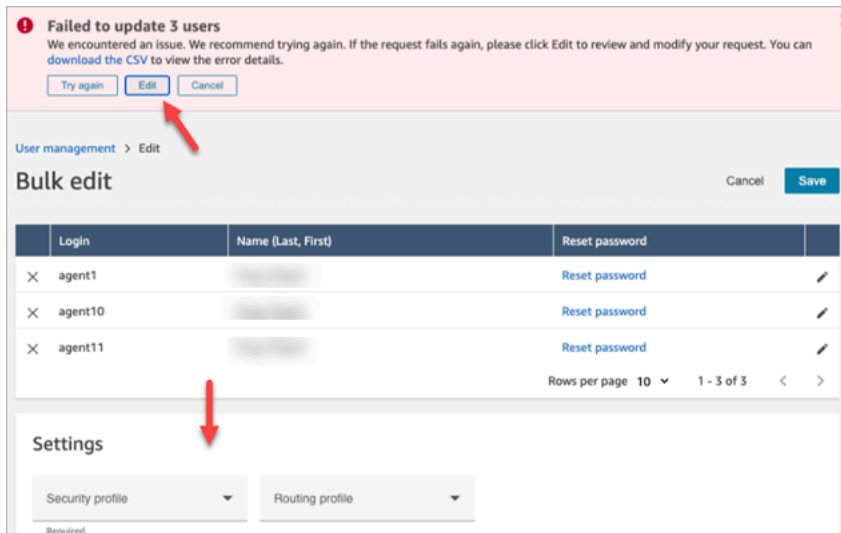 Failed to update 3 users
We encountered an issue. We recommend trying again. If the request fails again, please click Edit to review and modify your request. You can
download the CSV to view the error details.
Try again Edit Cancel
User management > Edit
Bulk edit Cancel Save
Login Name (Last, First) Reset password
agent1 Reset password
agent10 Reset password
agent11 Reset password
Rows per page 10 1 - 3 of 3 < >
Settings
Security profile Routing profile
Required